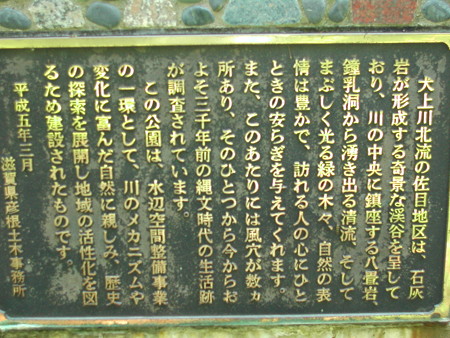 犬上川北流の佐目地区は、石灰
岩が形成する奇景な渓谷を呈して
おり、川の中央に鎮座する八畳岩、
鐘乳洞から湧き出る清流、そして
まぶしく光る緑の木々、自然の表
情は豊かで、訪れる人の心にひと
ときの安らぎを与えてくれます。
また、このあたりには風穴が数ヵ
所あり、そのひとつから今からお
よそ三千年前の縄文時代の生活跡
が調査されています。
この公園は、水辺空間整備事業
の一環として、川のメカニズムや
変化に富んだ自然に親しみ、歴史
の探索を展開し地域の活性化を図
るため建設されたものです。
平成五年三月
滋賀県彦根土木事務所